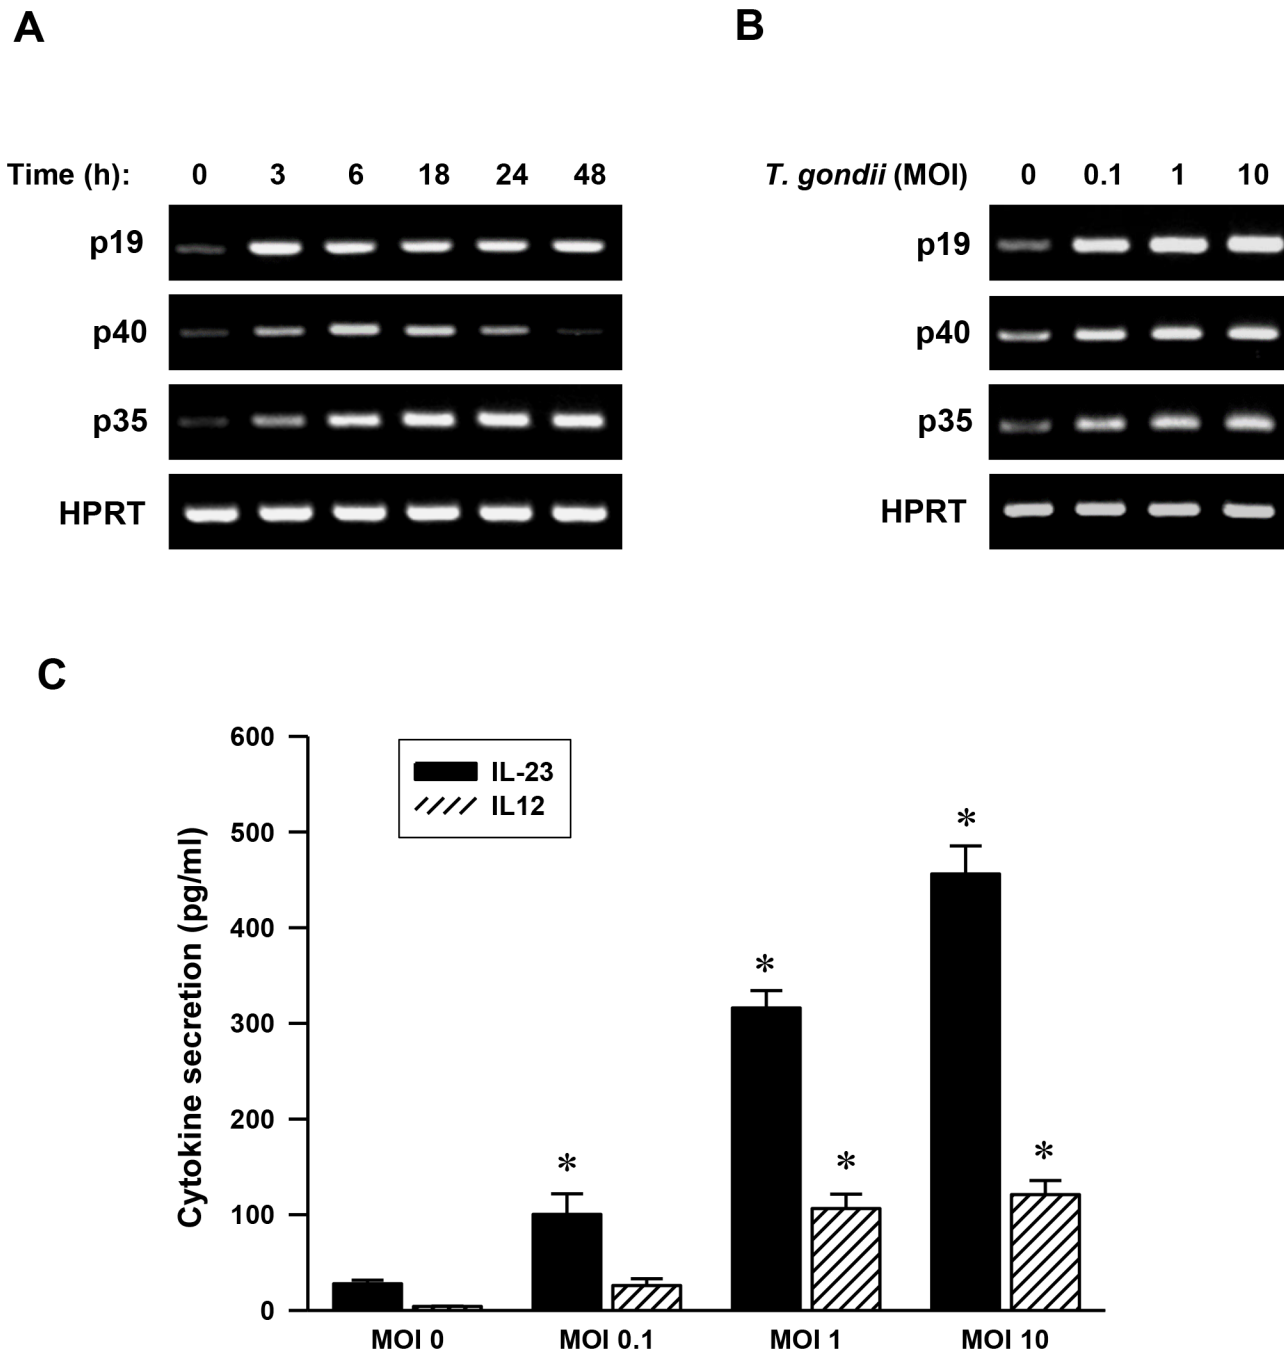 A
B
Time (h): 0 3 6 18 24 48
p19
p40
p35
HPRT
T. gondii (MOI) 0 0.1 1 10
p19
p40
p35
HPRT
C
Cytokine secretion (pg/ml)
600
500
400
300
200
100
0
IL-23
IL12
*
*
*
*
*
MOI 0 MOI 0.1 MOI 1 MOI 10